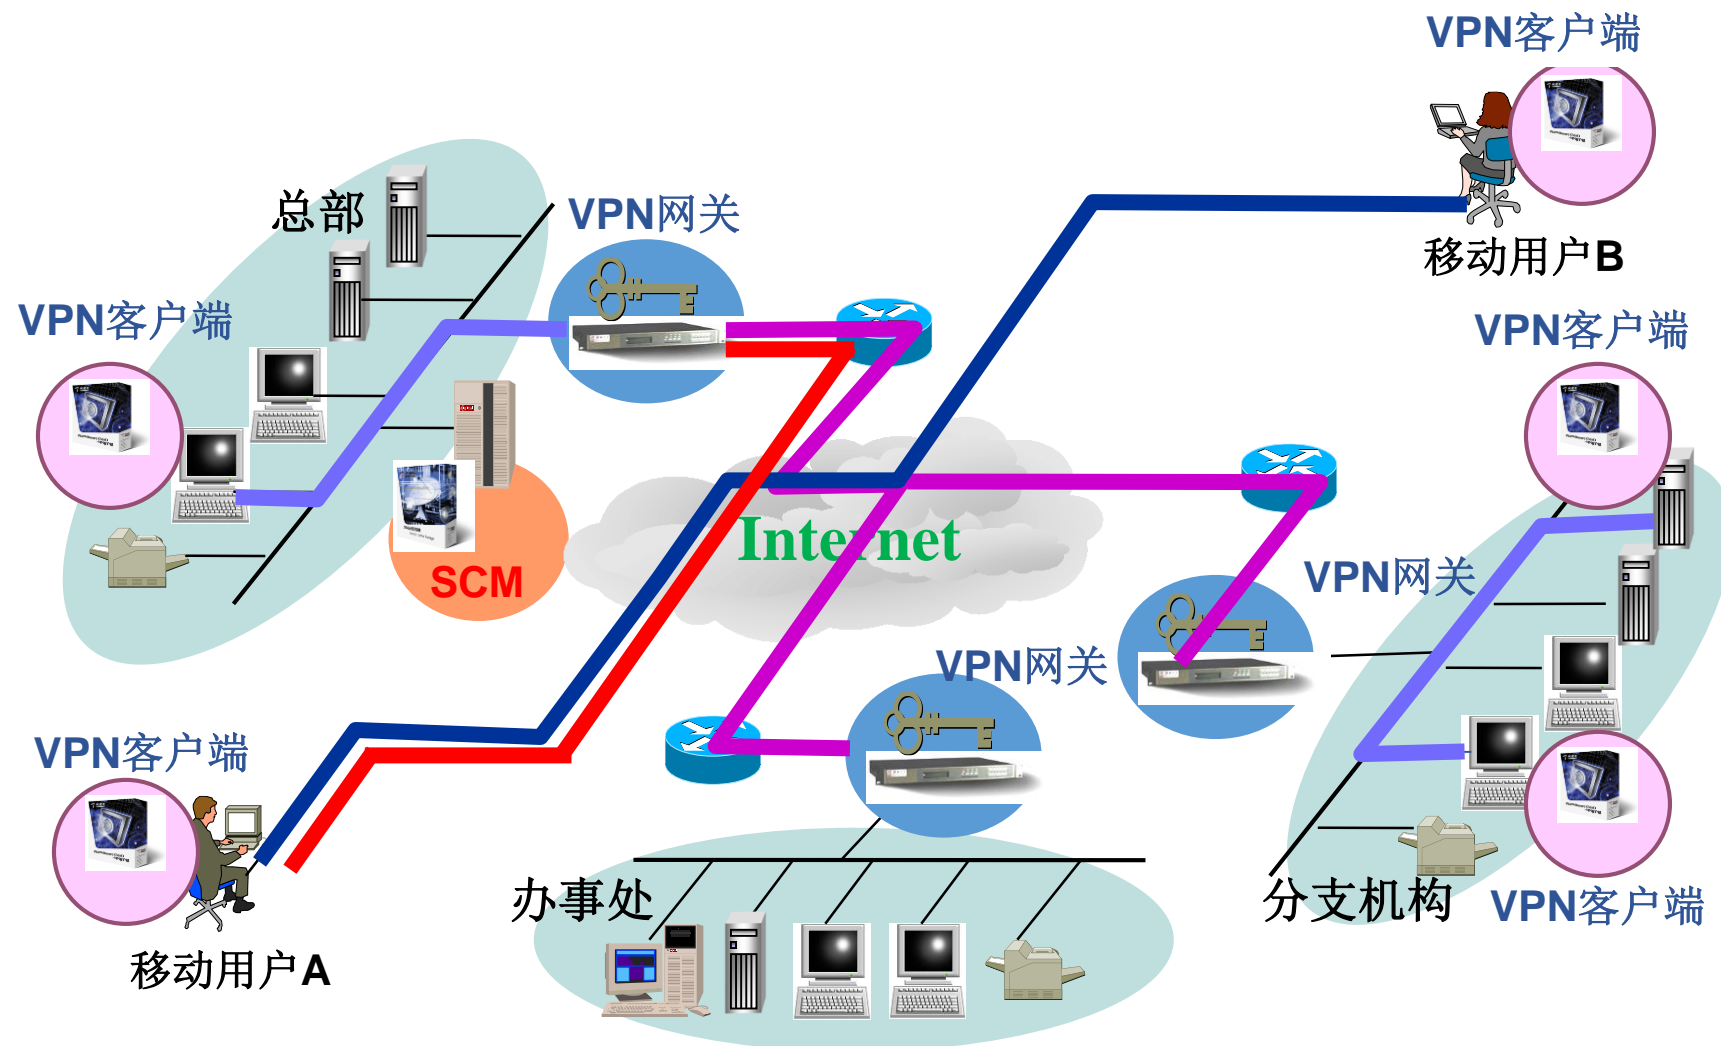 VPN客户端
总部
VPN网关
移动用户B
VPN客户端
VPN客户端
Internet
VPN网关
SCM
VPN网关
VPN客户端
办事处
分支机构
VPN客户端
移动用户A